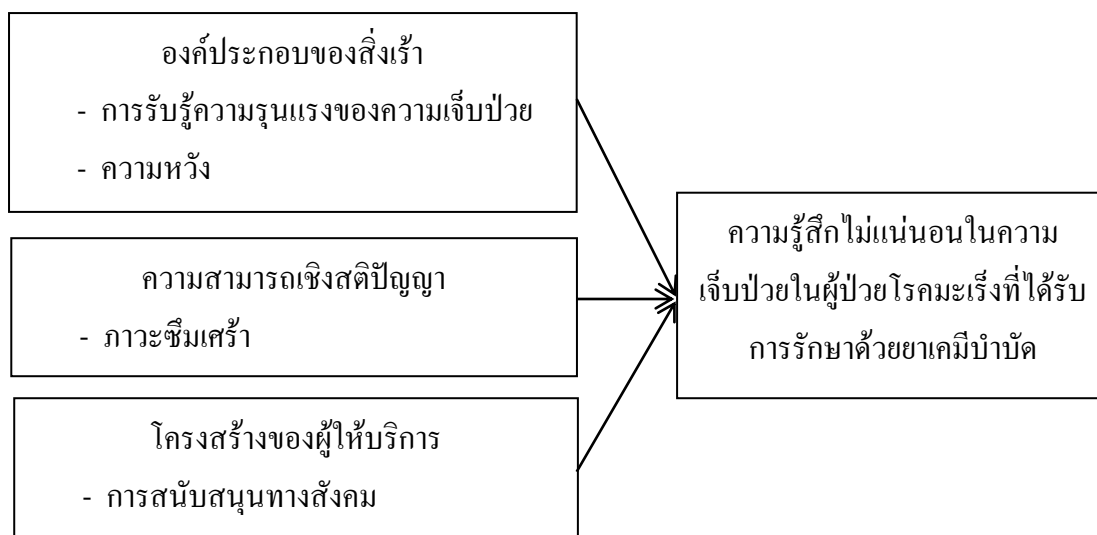 องค์ประกอบของสิ่งเร้า
- การรับรู้ความรุนแรงของความเจ็บป่วย
- ความหวัง
ความสามารถเชิงสติปัญญา
- ภาวะซึมเศร้า
โครงสร้างของผู้ให้บริการ
- การสนับสนุนทางสังคม
ความรู้สึกไม่แน่นอนในความ
เจ็บป่วยในผู้ป่วยโรคมะเร็งที่ได้รับ
การรักษาด้วยยาเคมีบำบัด